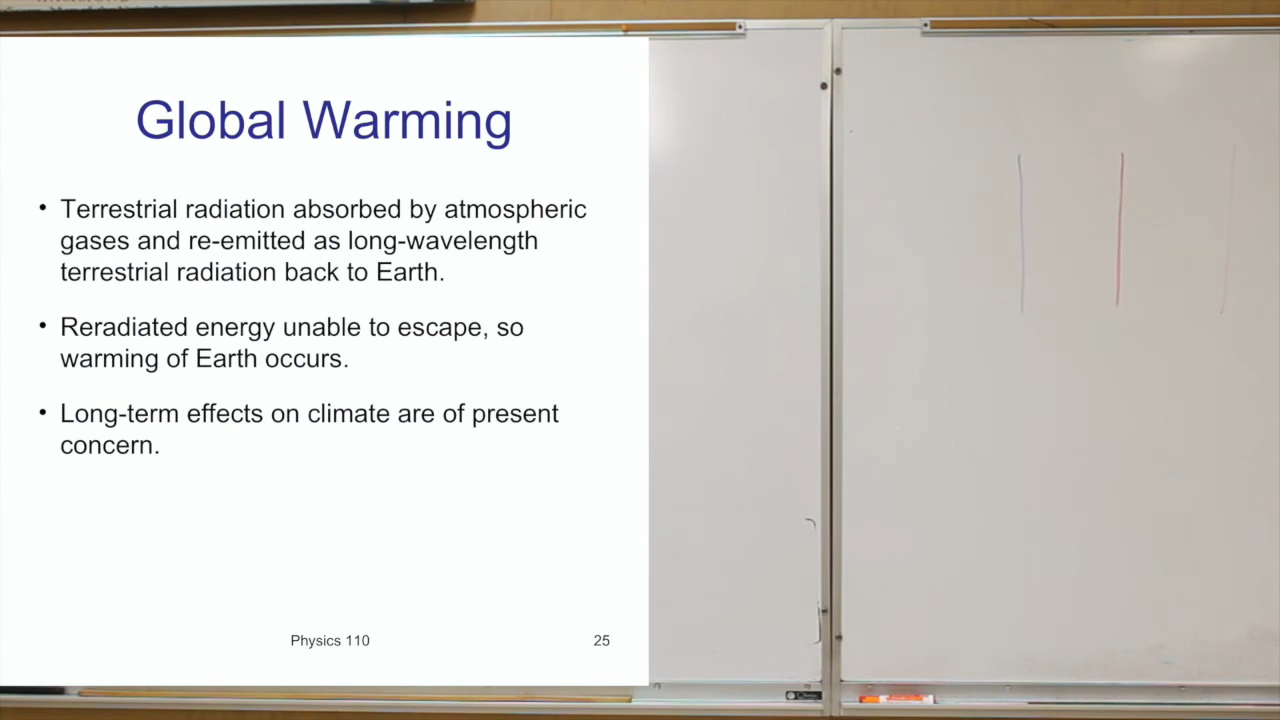 Global Warming
• Terrestrial radiation absorbed by atmospheric
gases and re-emitted as long-wavelength
terrestrial radiation back to Earth.
• Reradiated energy unable to escape, so
warming of Earth occurs.
• Long-term effects on climate are of present
concern.
Physics 110
25